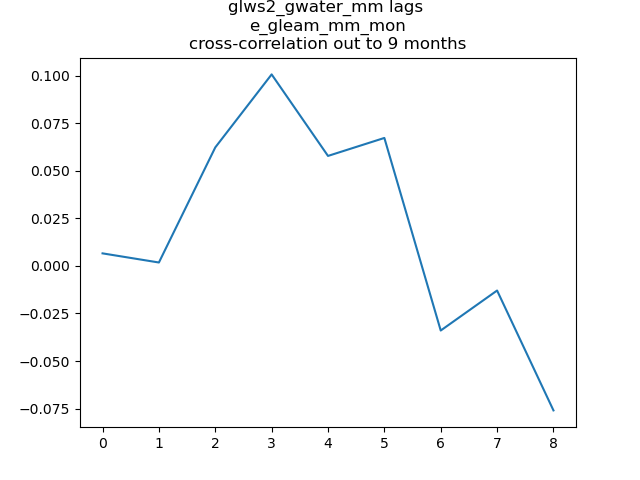 glws2_gwater_mm lags
e_gleam_mm_mon
cross-correlation out to 9 months
0.100
0.075
0.050
0.025
0.000
−0.025
−0.050
−0.075
0 1 2 3 4 5 6 7 8